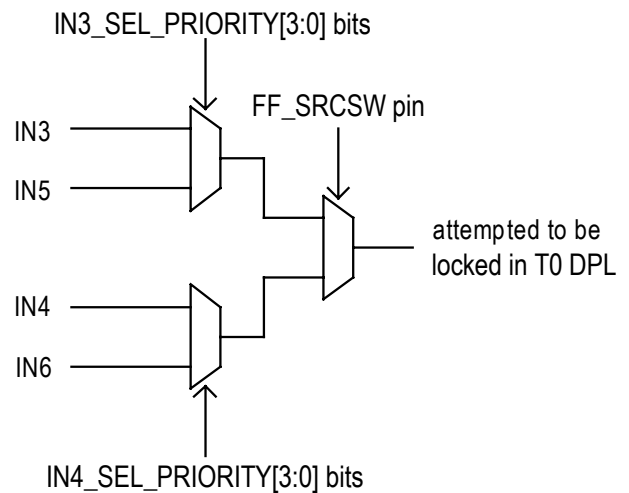 IN3_SEL_PRIORITY[3:0] bits
FF_SRCSW pin
IN3
IN5
attempted to be
locked in T0 DPL
IN4
IN6
IN4_SEL_PRIORITY[3:0] bits